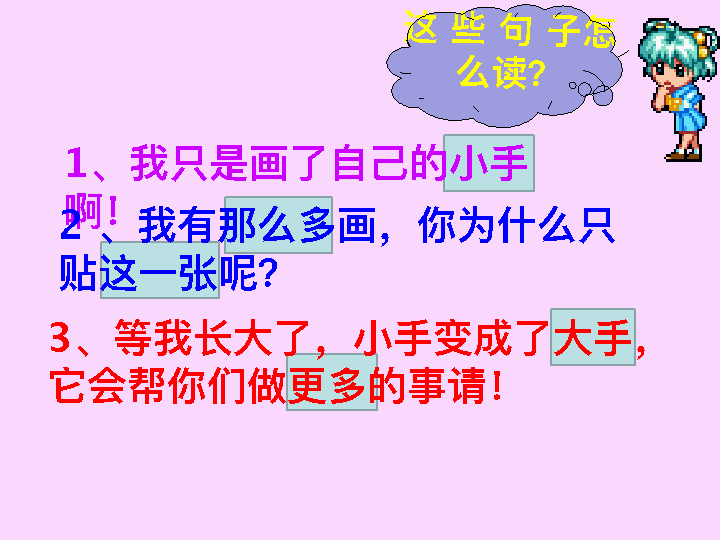 这些句子怎
么读?
1、我只是画了自己的小手
啊!
2、我有那么多画，你为什么只
贴这一张呢?
3、等我长大了，小手变成了大手，
它会帮你们做更多的事请!